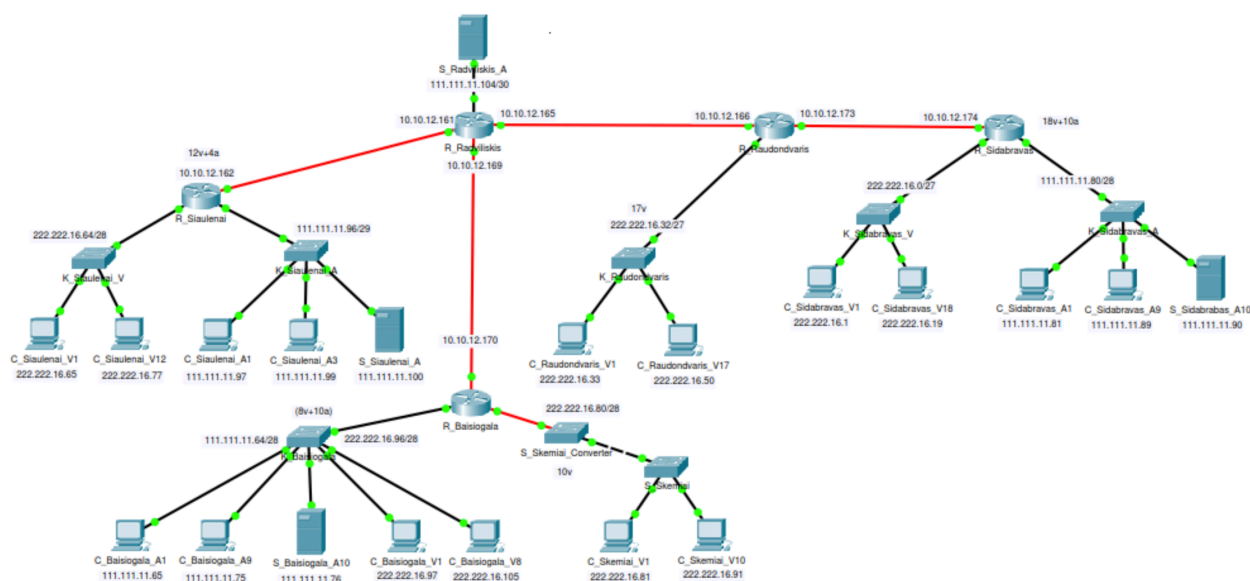 S_Radviliskis_A
111.111.11.104/30
10.10.12.161
10.10.12.165
R_Radviliskis
10.10.12.169
10.10.12.166
10.10.12.173
R_Raudondvaris
10.10.12.174
18v+10a
R_Sidabravas
12v+4a
10.10.12.162
R_Siaulenai
222.222.16.64/28
K_Siaulenai_V
111.111.11.96/29
K_Siaulenai_A
C_Siaulenai_V1
222.222.16.65
C_Siaulenai_V12
222.222.16.77
C_Siaulenai_A1
111.111.11.97
C_Siaulenai_A3
111.111.11.99
S_Siaulenai_A
111.111.11.100
17v
222.222.16.32/27
K_Raudondvaris
C_Raudondvaris_V1
222.222.16.33
C_Raudondvaris_V17
222.222.16.50
222.222.16.0/27
K_Sidabravas_V
C_Sidabravas_V1
222.222.16.1
C_Sidabravas_V18
222.222.16.19
111.111.11.80/28
K_Sidabravas_A
C_Sidabravas_A1
111.111.11.81
C_Sidabravas_A9
111.111.11.89
S_Sidabrabas_A10
111.111.11.90
10.10.12.170
R_Baisiogala
(8v+10a)
111.111.11.64/28
222.222.16.96/28
K_Baisiogala
222.222.16.80/28
S_Skemiai_Converter
10v
S_Skemiai
C_Baisiogala_A1
111.111.11.65
C_Baisiogala_A9
111.111.11.75
S_Baisiogala_A10
111.111.11.76
C_Baisiogala_V1
222.222.16.97
C_Baisiogala_V8
222.222.16.105
C_Skemiai_V1
222.222.16.81
C_Skemiai_V10
222.222.16.91